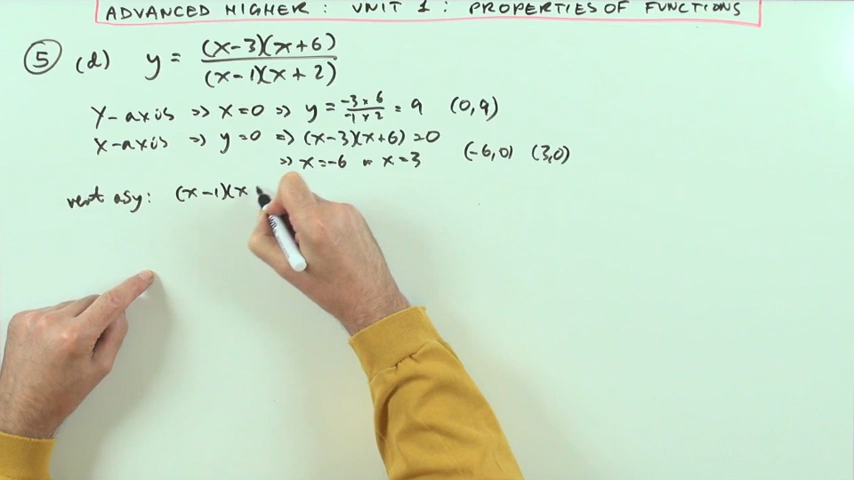 ADVANCED HIGHER : UNIT 1 : PROPERTIES OF FUNCTIONS
5 (d) y = (x-3)(x+6) / (x-1)(x+2)
Y-axis => x=0 => y = -3×6 / -1×2 = 9 (0,9)
x-axis => y=0 => (x-3)(x+6)=0
=> x=-6 or x=3 (-6,0) (3,0)
vert asy: (x-1)(x